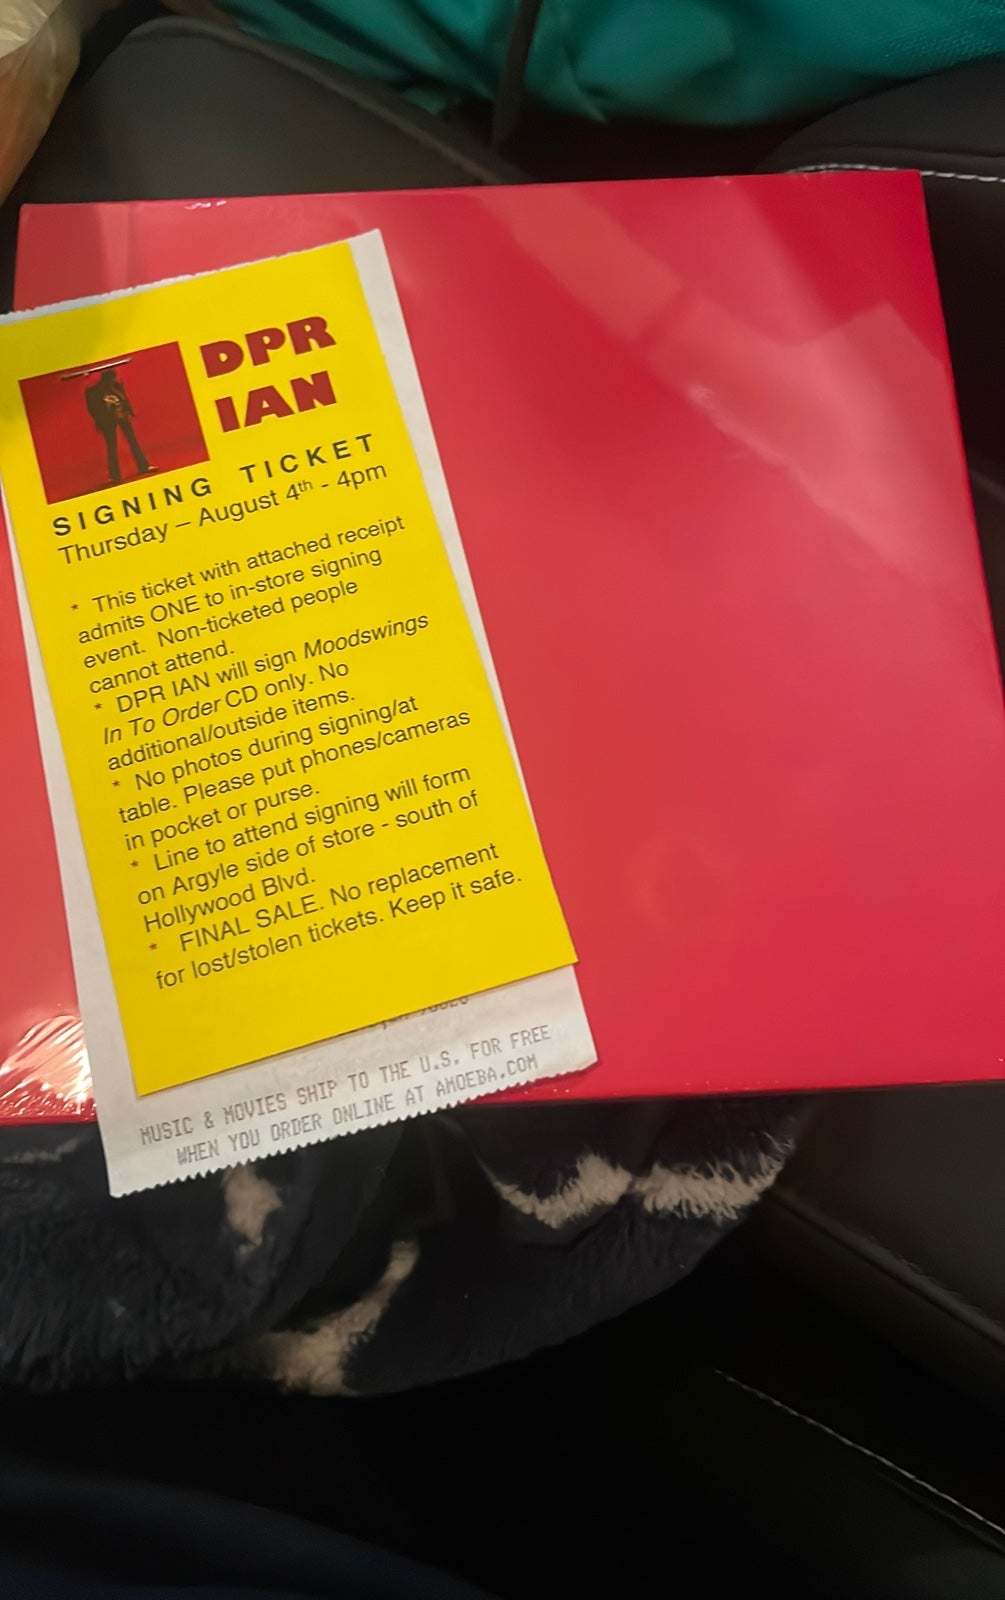 DPR
IAN
SIGNING TICKET
Thursday – August 4th - 4pm
* This ticket with attached receipt
admits ONE to in-store signing
event. Non-ticketed people
cannot attend.
* DPR IAN will sign Moodswings
In To Order CD only. No
additional/outside items.
* No photos during signing/at
table. Please put phones/cameras
in pocket or purse.
* Line to attend signing will form
on Argyle side of store - south of
Hollywood Blvd.
* FINAL SALE. No replacement
for lost/stolen tickets. Keep it safe.
MUSIC & MOVIES SHIP TO THE U.S. FOR FREE
WHEN YOU ORDER ONLINE AT AMOEBA.COM